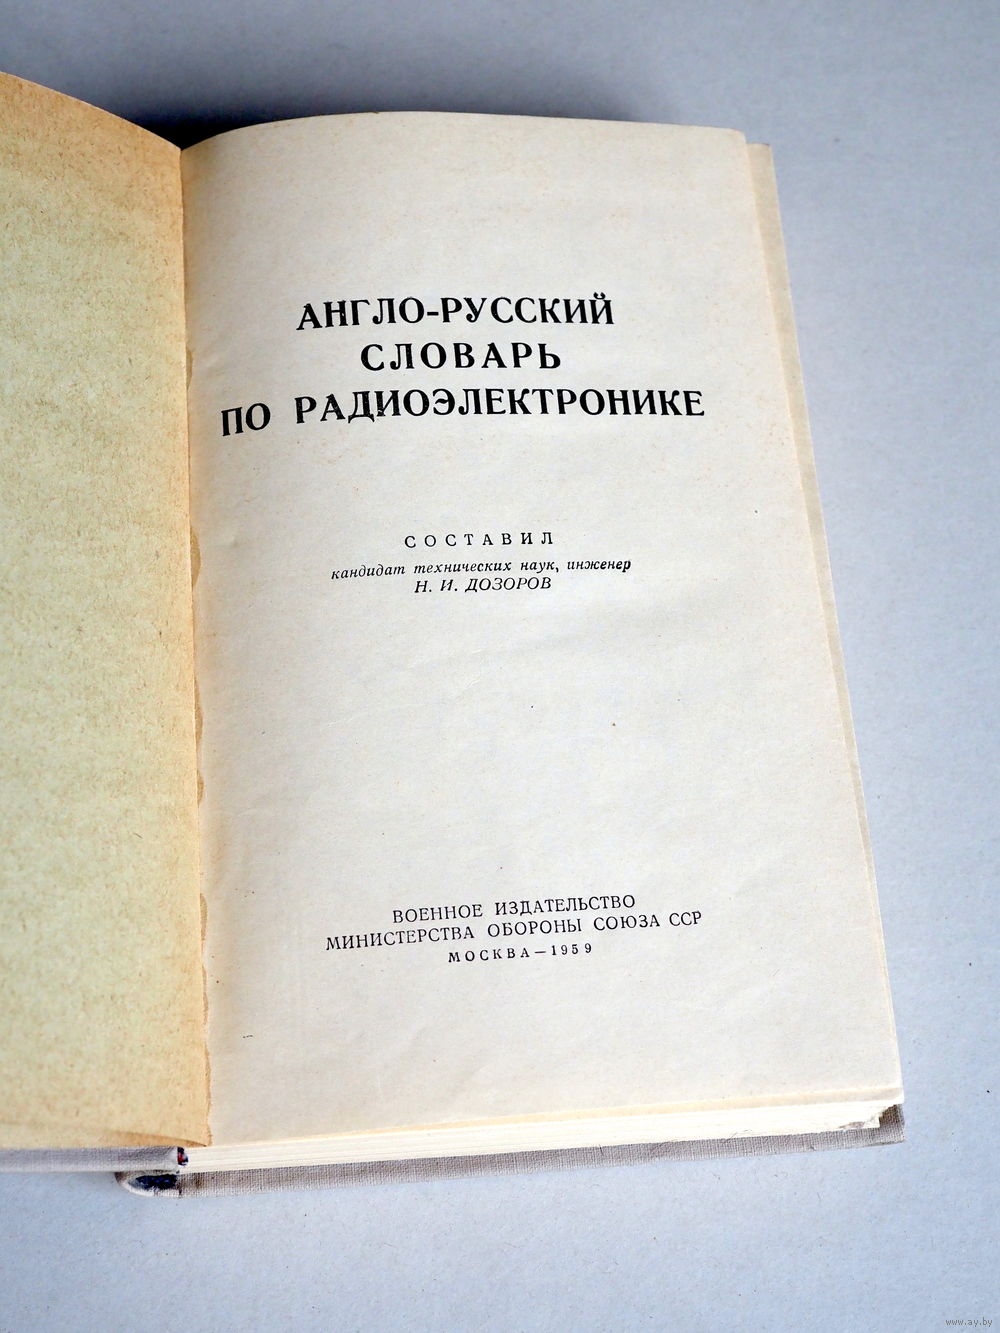 АНГЛО-РУССКИЙ
СЛОВАРЬ
ПО РАДИОЭЛЕКТРОНИКЕ
СОСТАВИЛ
кандидат технических наук, инженер
Н. И. ДОЗОРОВ
ВОЕННОЕ ИЗДАТЕЛЬСТВО
МИНИСТЕРСТВА ОБОРОНЫ СОЮЗА ССР
МОСКВА—1959
www.ay.by